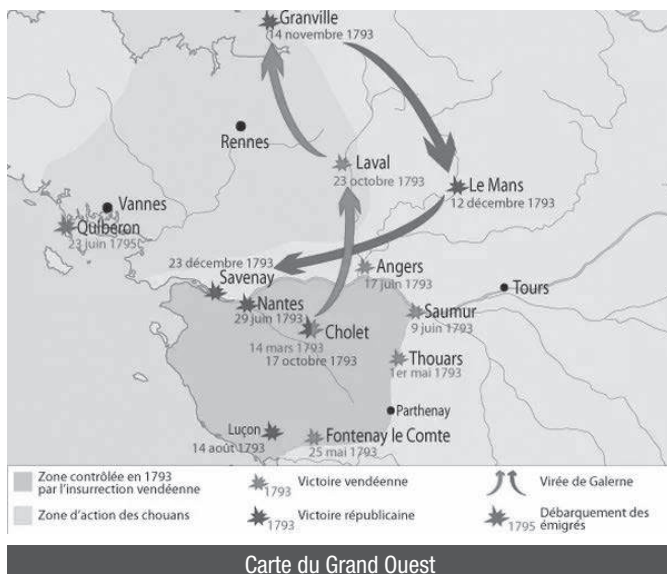 Granville
14 novembre 1793
Rennes
Laval
23 octobre 1793
Le Mans
12 décembre 1793
Vannes
Quiberon
23 juin 1795
23 décembre 1793
Savenay
Angers
17 juin 1793
Tours
Nantes
29 juin 1793
Saumur
9 juin 1793
Cholet
14 mars 1793
17 octobre 1793
Thouars
1er mai 1793
Parthenay
Luçon
14 août 1793
Fontenay le Comte
25 mai 1793
Zone contrôlée en 1793
par l'insurrection vendéenne
Zone d'action des chouans
1793 Victoire vendéenne
1793 Victoire républicaine
Virée de Galerne
1795 Débarquement des
émigrés
Carte du Grand Ouest